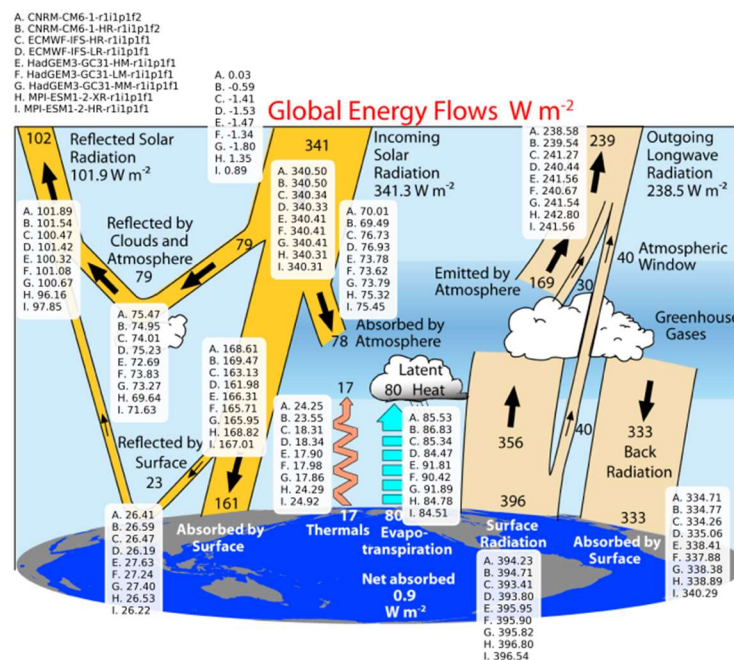 A. CNRM-CM6-1-r1i1p1f2
B. CNRM-CM6-1-HR-r1i1p1f2
C. ECMWF-IFS-HR-r1i1p1f1
D. ECMWF-IFS-LR-r1i1p1f1
E. HadGEM3-GC31-HM-r1i1p1f1
F. HadGEM3-GC31-LM-r1i1p1f1
G. HadGEM3-GC31-MM-r1i1p1f1
H. MPI-ESM1-2-XR-r1i1p1f1
I. MPI-ESM1-2-HR-r1i1p1f1
A. 0.03
B. -0.59
C. -1.41
D. -1.53
E. -1.47
F. -1.34
G. -1.80
H. 1.35
I. 0.89
Global Energy Flows W m⁻²
102
Reflected Solar
Radiation
101.9 W m⁻²
341
Incoming
Solar
Radiation
341.3 W m⁻²
239
Outgoing
Longwave
Radiation
238.5 W m⁻²
A. 238.58
B. 239.54
C. 241.27
D. 240.44
E. 241.56
F. 240.67
G. 241.54
H. 242.80
I. 241.56
A. 340.50
B. 340.50
C. 340.34
D. 340.33
E. 340.41
F. 340.41
G. 340.41
H. 340.31
I. 340.31
A. 101.89
B. 101.54
C. 100.47
D. 101.42
E. 100.32
F. 101.08
G. 100.67
H. 96.16
I. 97.85
Reflected by
Clouds and
Atmosphere
79
79
A. 70.01
B. 69.49
C. 76.73
D. 76.93
E. 73.78
F. 73.62
G. 73.79
H. 75.32
I. 75.45
Emitted by
Atmosphere
169
30
40
Atmospheric
Window
Greenhouse
Gases
Absorbed by
Atmosphere
78
A. 75.47
B. 74.95
C. 74.01
D. 75.23
E. 72.69
F. 73.83
G. 73.27
H. 69.64
I. 71.63
A. 168.61
B. 169.47
C. 163.13
D. 161.98
E. 166.31
F. 165.71
G. 165.95
H. 168.82
I. 167.01
Latent
80 Heat
17
A. 24.25
B. 23.55
C. 18.31
D. 18.34
E. 17.90
F. 17.98
G. 17.86
H. 24.29
I. 24.92
A. 85.53
B. 86.83
C. 85.34
D. 84.47
E. 91.81
F. 90.42
G. 91.89
H. 84.78
I. 84.51
356
40
333
Back
Radiation
Reflected by
Surface
23
161
396
333
A. 26.41
B. 26.59
C. 26.47
D. 26.19
E. 27.63
F. 27.24
G. 27.40
H. 26.53
I. 26.22
Absorbed by
Surface
17
Thermals
80
Evapo-
transpiration
Surface
Radiation
Absorbed by
Surface
A. 334.71
B. 334.77
C. 334.26
D. 335.06
E. 338.41
F. 337.88
G. 338.38
H. 338.89
I. 340.29
Net absorbed
0.9
W m⁻²
A. 394.23
B. 394.71
C. 393.41
D. 393.80
E. 395.95
F. 395.90
G. 395.82
H. 396.80
I. 396.54